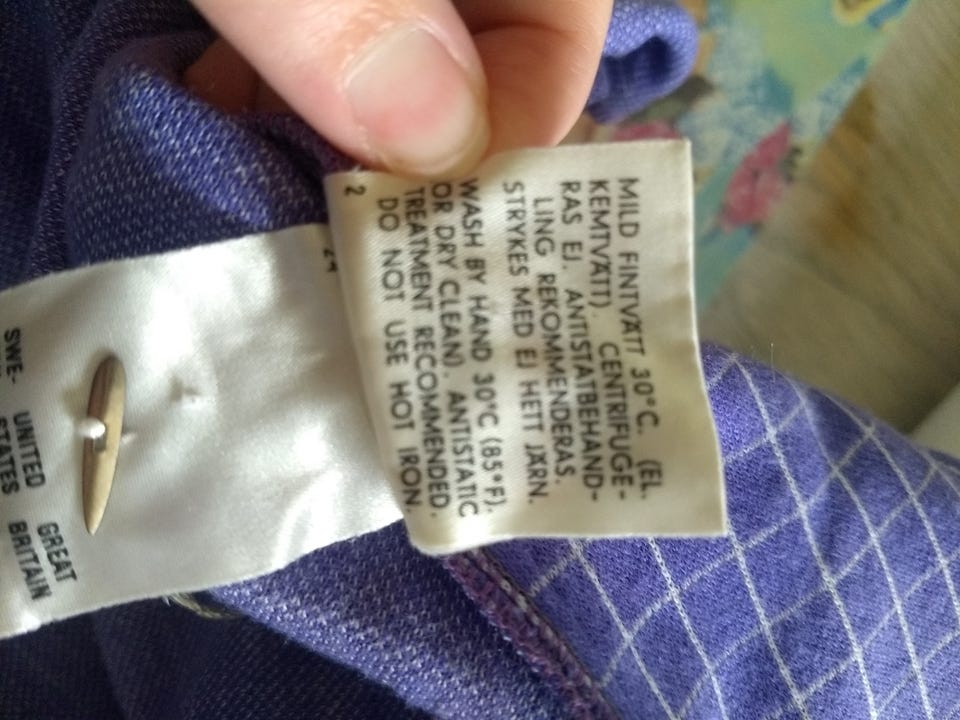 MILD FINTVÄTT 30°C. (EL.
KEMTVÄTT). CENTRIFUGE-
RAS EJ. ANTISTATBEHAND-
LING REKOMMENDERAS.
STRYKES MED EJ HETT JÄRN.
WASH BY HAND 30°C (85°F).
OR DRY CLEAN). ANTISTATIC
TREATMENT RECOMMENDED.
DO NOT USE HOT IRON.
2
GREAT
BRITAIN
UNITED
STATES
SWE-